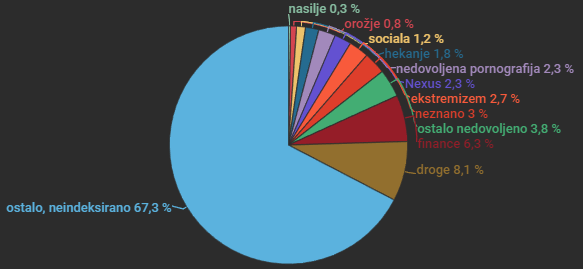 nasilje 0,3 %
orožje 0,8 %
sociala 1,2 %
hekanje 1,8 %
nedovoljena pornografija 2,3 %
Nexus 2,3 %
ekstremizem 2,7 %
neznano 3 %
ostalo nedovoljeno 3,8 %
finance 6,3 %
droge 8,1 %
ostalo, neindeksirano 67,3 %